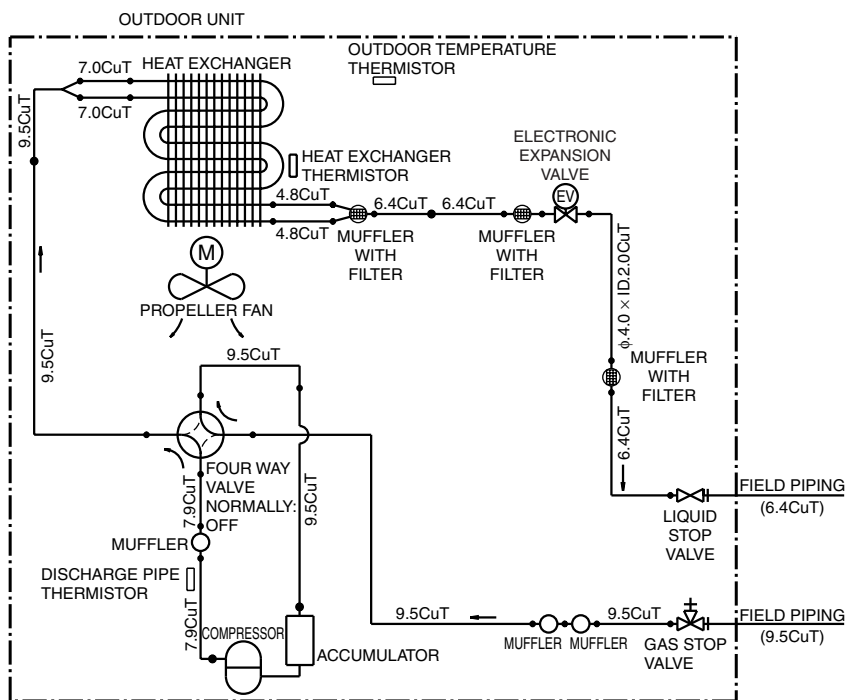 OUTDOOR UNIT
OUTDOOR TEMPERATURE
THERMISTOR
HEAT EXCHANGER
7.0CuT
7.0CuT
9.5CuT
ELECTRONIC
EXPANSION
VALVE
EV
HEAT EXCHANGER
THERMISTOR
4.8CuT
6.4CuT
6.4CuT
4.8CuT
MUFFLER
WITH
FILTER
MUFFLER
WITH
FILTER
M
PROPELLER FAN
ϕ4.0 × ID.2.0CuT
9.5CuT
9.5CuT
MUFFLER
WITH
FILTER
6.4CuT
FOUR WAY
VALVE
NORMALLY:
OFF
7.9CuT
9.5CuT
FIELD PIPING
(6.4CuT)
LIQUID
STOP
VALVE
MUFFLER
DISCHARGE PIPE
THERMISTOR
7.9CuT
COMPRESSOR
ACCUMULATOR
9.5CuT
9.5CuT
MUFFLER
MUFFLER
GAS STOP
VALVE
FIELD PIPING
(9.5CuT)